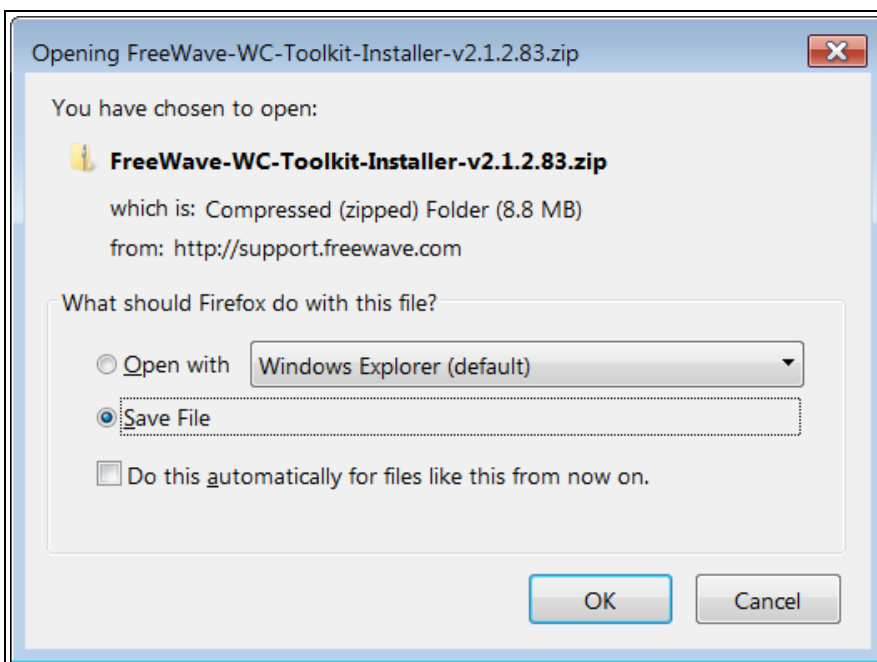 Opening FreeWave-WC-Toolkit-Installer-v2.1.2.83.zip
You have chosen to open:
FreeWave-WC-Toolkit-Installer-v2.1.2.83.zip
which is: Compressed (zipped) Folder (8.8 MB)
from: http://support.freewave.com
What should Firefox do with this file?
Open with Windows Explorer (default)
Save File
Do this automatically for files like this from now on.
OK Cancel